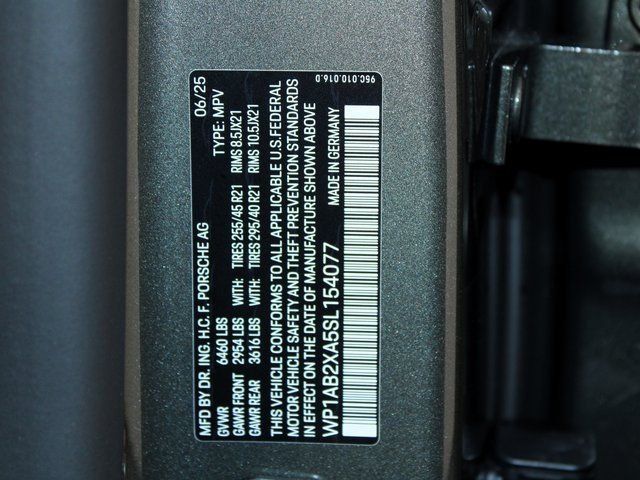 MFD BY DR. ING. H.C. F. PORSCHE AG 06/25
GVWR 6460 LBS TYPE: MPV
GAWR FRONT 2954 LBS WITH: TIRES 255/45 R21 RIMS 8.5JX21
GAWR REAR 3616 LBS WITH: TIRES 295/40 R21 RIMS 10.5JX21
THIS VEHICLE CONFORMS TO ALL APPLICABLE U.S.FEDERAL
MOTOR VEHICLE SAFETY AND THEFT PREVENTION STANDARDS
IN EFFECT ON THE DATE OF MANUFACTURE SHOWN ABOVE
WP1AB2XA5SL154077 MADE IN GERMANY
95C.010.016.0